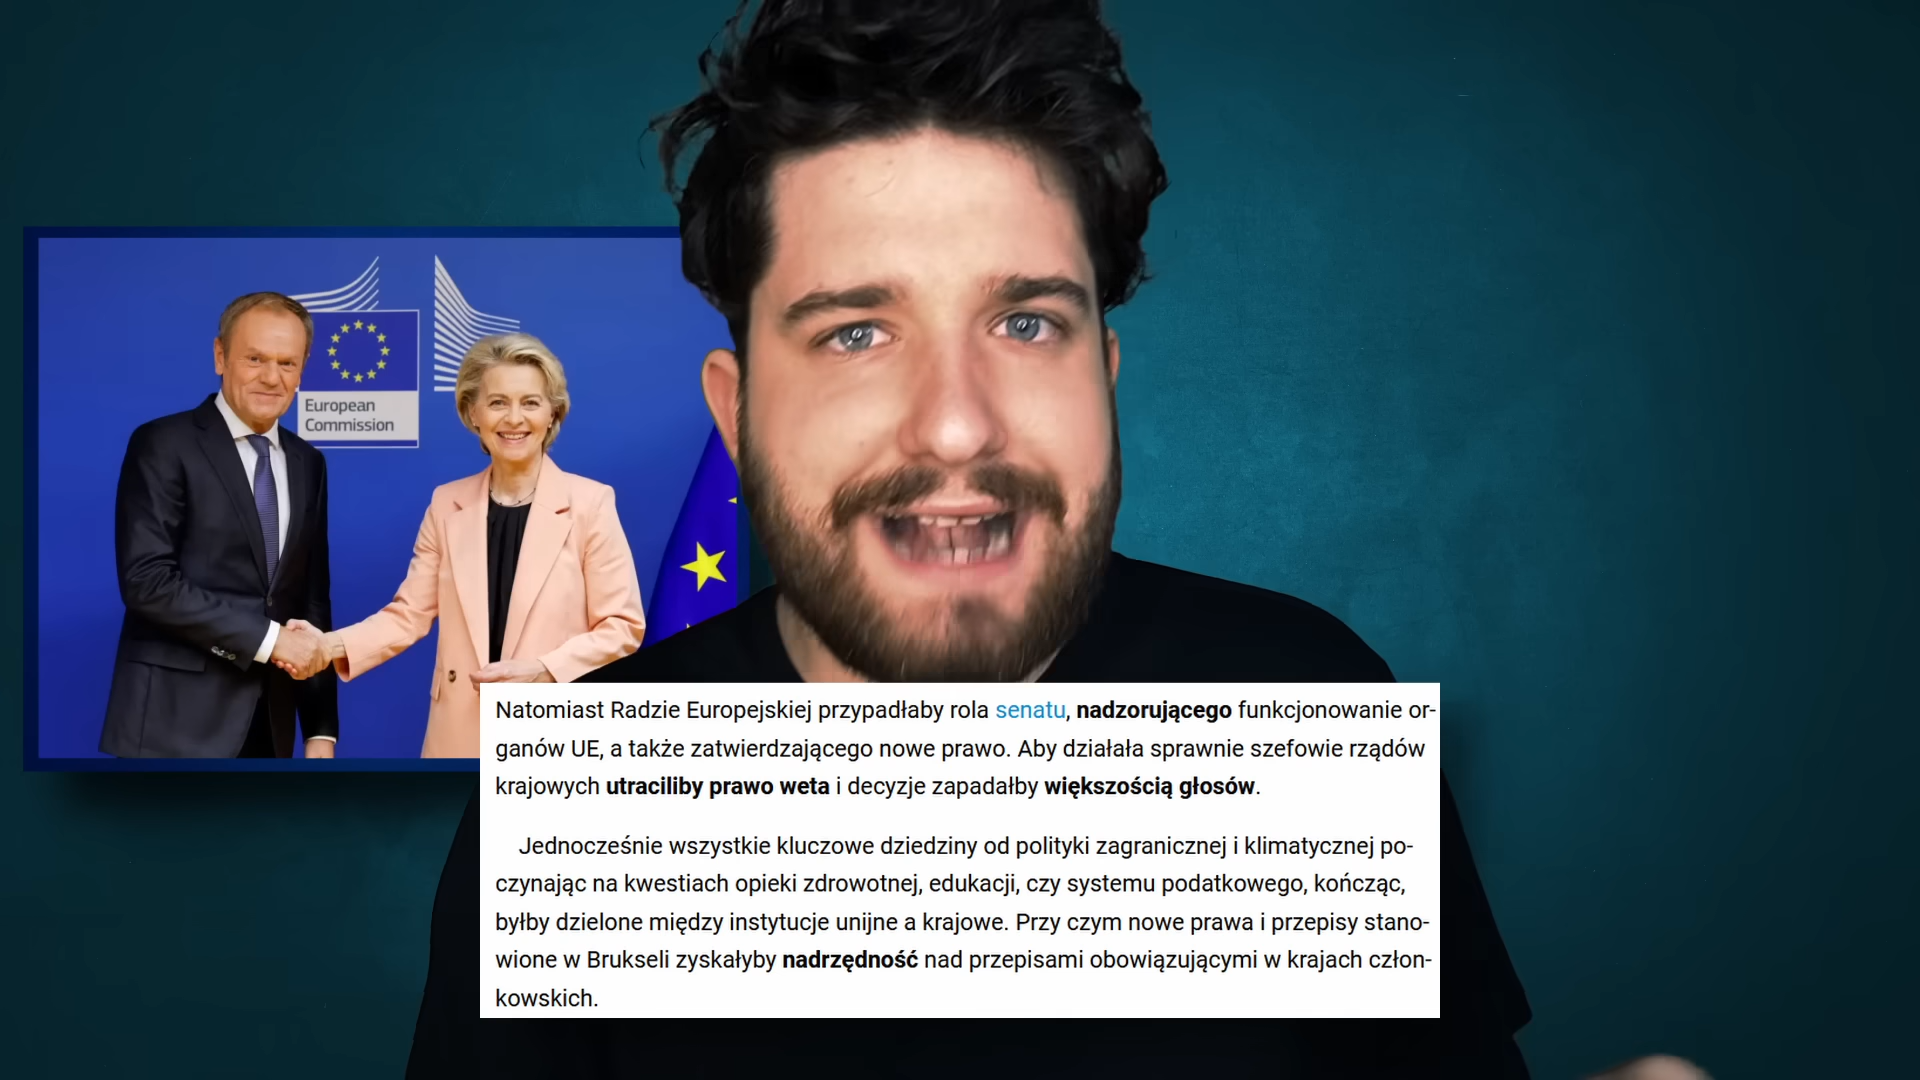 European
Commission
Natomiast Radzie Europejskiej przypadłaby rola senatu, nadzorującego funkcjonowanie or-
ganów UE, a także zatwierdzającego nowe prawo. Aby działała sprawnie szefowie rządów
krajowych utraciliby prawo weta i decyzje zapadałby większością głosów.
Jednocześnie wszystkie kluczowe dziedziny od polityki zagranicznej i klimatycznej po-
czynając na kwestiach opieki zdrowotnej, edukacji, czy systemu podatkowego, kończąc,
byłby dzielone między instytucje unijne a krajowe. Przy czym nowe prawa i przepisy stano-
wione w Brukseli zyskałyby nadrzędność nad przepisami obowiązującymi w krajach człon-
kowskich.